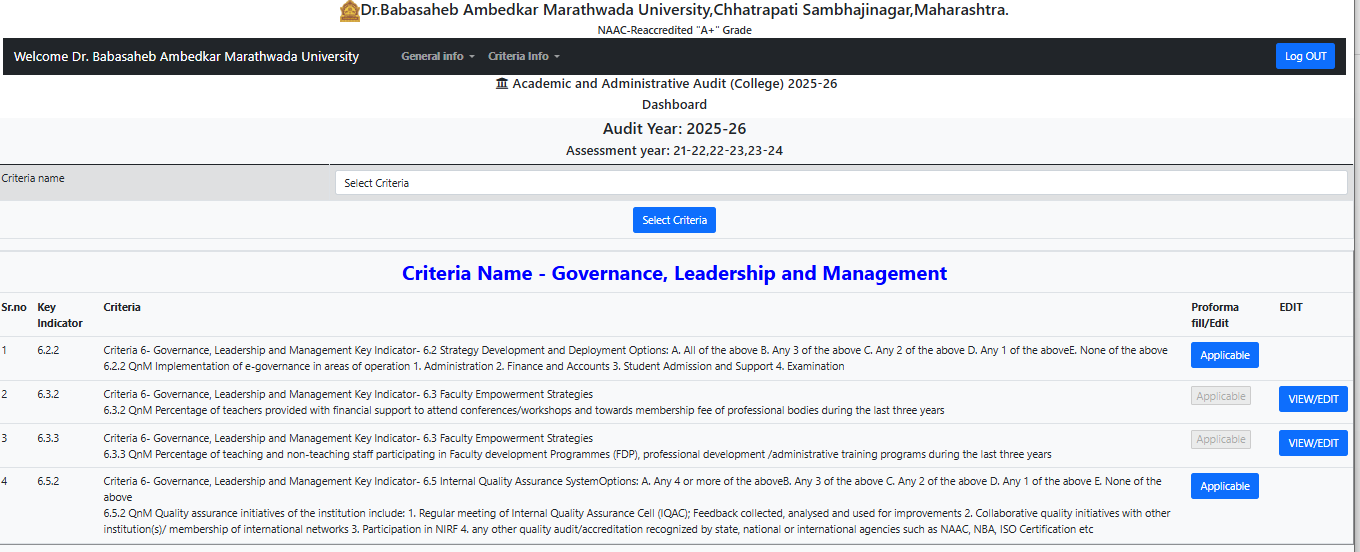 Dr.Babasaheb Ambedkar Marathwada University,Chhatrapati Sambhajinagar,Maharashtra.
NAAC-Reaccredited "A+" Grade
Welcome Dr. Babasaheb Ambedkar Marathwada University General info Criteria Info Log OUT
Academic and Administrative Audit (College) 2025-26
Dashboard
Audit Year: 2025-26
Assessment year: 21-22,22-23,23-24
Criteria name Select Criteria
Select Criteria
Criteria Name - Governance, Leadership and Management
Sr.no Key Indicator Criteria Proforma fill/Edit EDIT
1 6.2.2 Criteria 6- Governance, Leadership and Management Key Indicator- 6.2 Strategy Development and Deployment Options: A. All of the above B. Any 3 of the above C. Any 2 of the above D. Any 1 of the aboveE. None of the above Applicable
6.2.2 QnM Implementation of e-governance in areas of operation 1. Administration 2. Finance and Accounts 3. Student Admission and Support 4. Examination
2 6.3.2 Criteria 6- Governance, Leadership and Management Key Indicator- 6.3 Faculty Empowerment Strategies Applicable VIEW/EDIT
6.3.2 QnM Percentage of teachers provided with financial support to attend conferences/workshops and towards membership fee of professional bodies during the last three years
3 6.3.3 Criteria 6- Governance, Leadership and Management Key Indicator- 6.3 Faculty Empowerment Strategies Applicable VIEW/EDIT
6.3.3 QnM Percentage of teaching and non-teaching staff participating in Faculty development Programmes (FDP), professional development /administrative training programs during the last three years
4 6.5.2 Criteria 6- Governance, Leadership and Management Key Indicator- 6.5 Internal Quality Assurance SystemOptions: A. Any 4 or more of the aboveB. Any 3 of the above C. Any 2 of the above D. Any 1 of the above E. None of the Applicable
above
6.5.2 QnM Quality assurance initiatives of the institution include: 1. Regular meeting of Internal Quality Assurance Cell (IQAC); Feedback collected, analysed and used for improvements 2. Collaborative quality initiatives with other
institution(s)/ membership of international networks 3. Participation in NIRF 4. any other quality audit/accreditation recognized by state, national or international agencies such as NAAC, NBA, ISO Certification etc